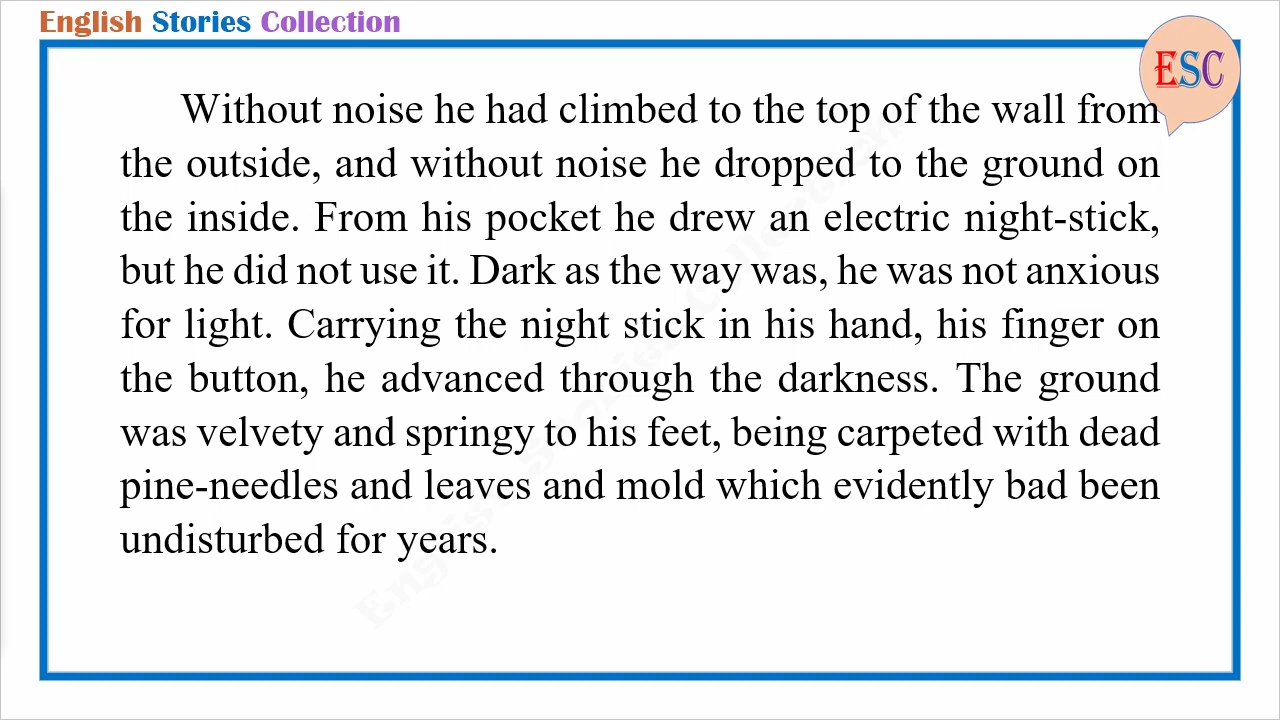 English Stories Collection
ESC
Without noise he had climbed to the top of the wall from
the outside, and without noise he dropped to the ground on
the inside. From his pocket he drew an electric night-stick,
but he did not use it. Dark as the way was, he was not anxious
for light. Carrying the night stick in his hand, his finger on
the button, he advanced through the darkness. The ground
was velvety and springy to his feet, being carpeted with dead
pine-needles and leaves and mold which evidently bad been
undisturbed for years.
English Stories Collection